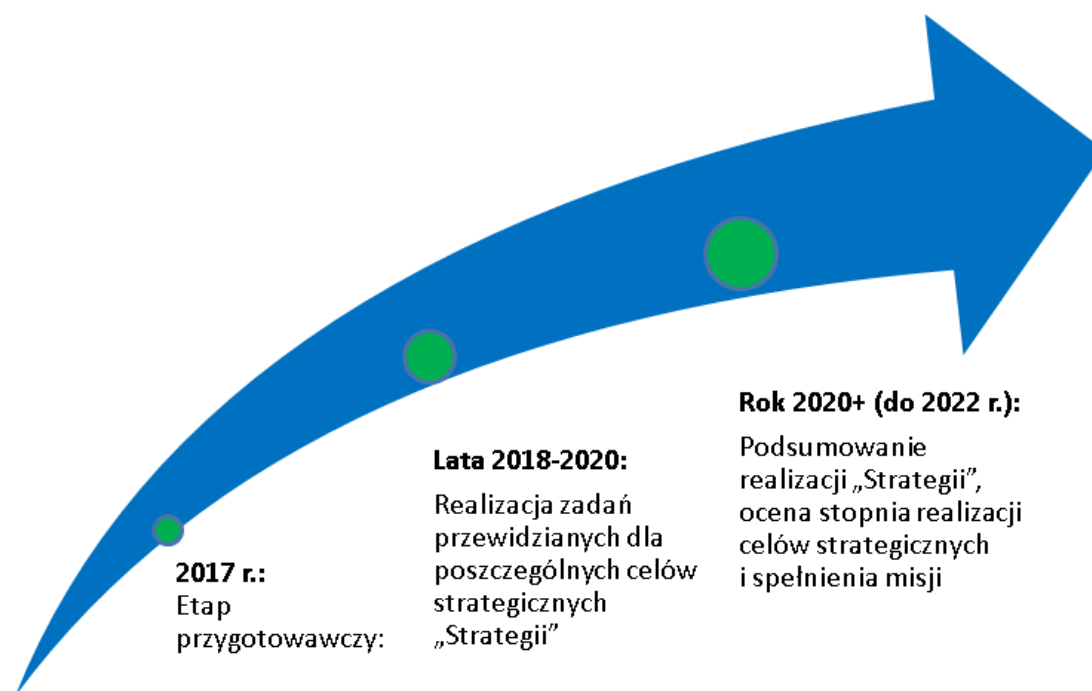 2017 r.:
Etap
przygotowawczy:
Lata 2018-2020:
Realizacja zadań
przewidzianych dla
poszczególnych celów
strategicznych
„Strategii”
Rok 2020+ (do 2022 r.):
Podsumowanie
realizacji „Strategii”,
ocena stopnia realizacji
celów strategicznych
i spełnienia misji